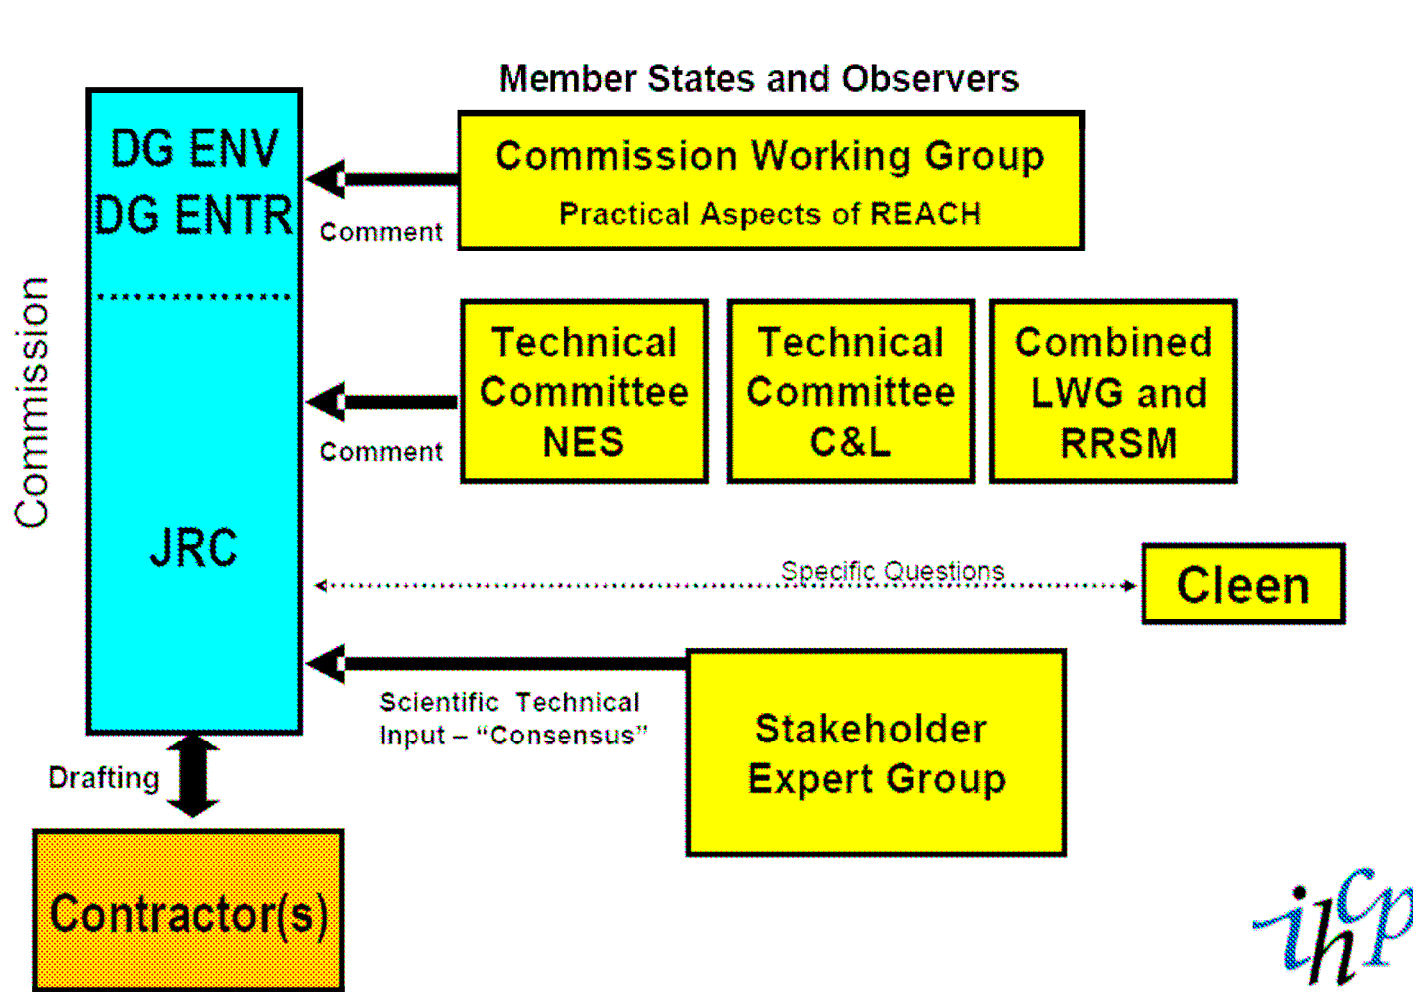 Member States and Observers
Commission
DG ENV
DG ENTR
JRC
Comment
Commission Working Group
Practical Aspects of REACH
Comment
Technical
Committee
NES
Technical
Committee
C&L
Combined
LWG and
RRSM
Specific Questions
Cleen
Scientific Technical
Input – “Consensus”
Stakeholder
Expert Group
Drafting
Contractor(s)
ihcp